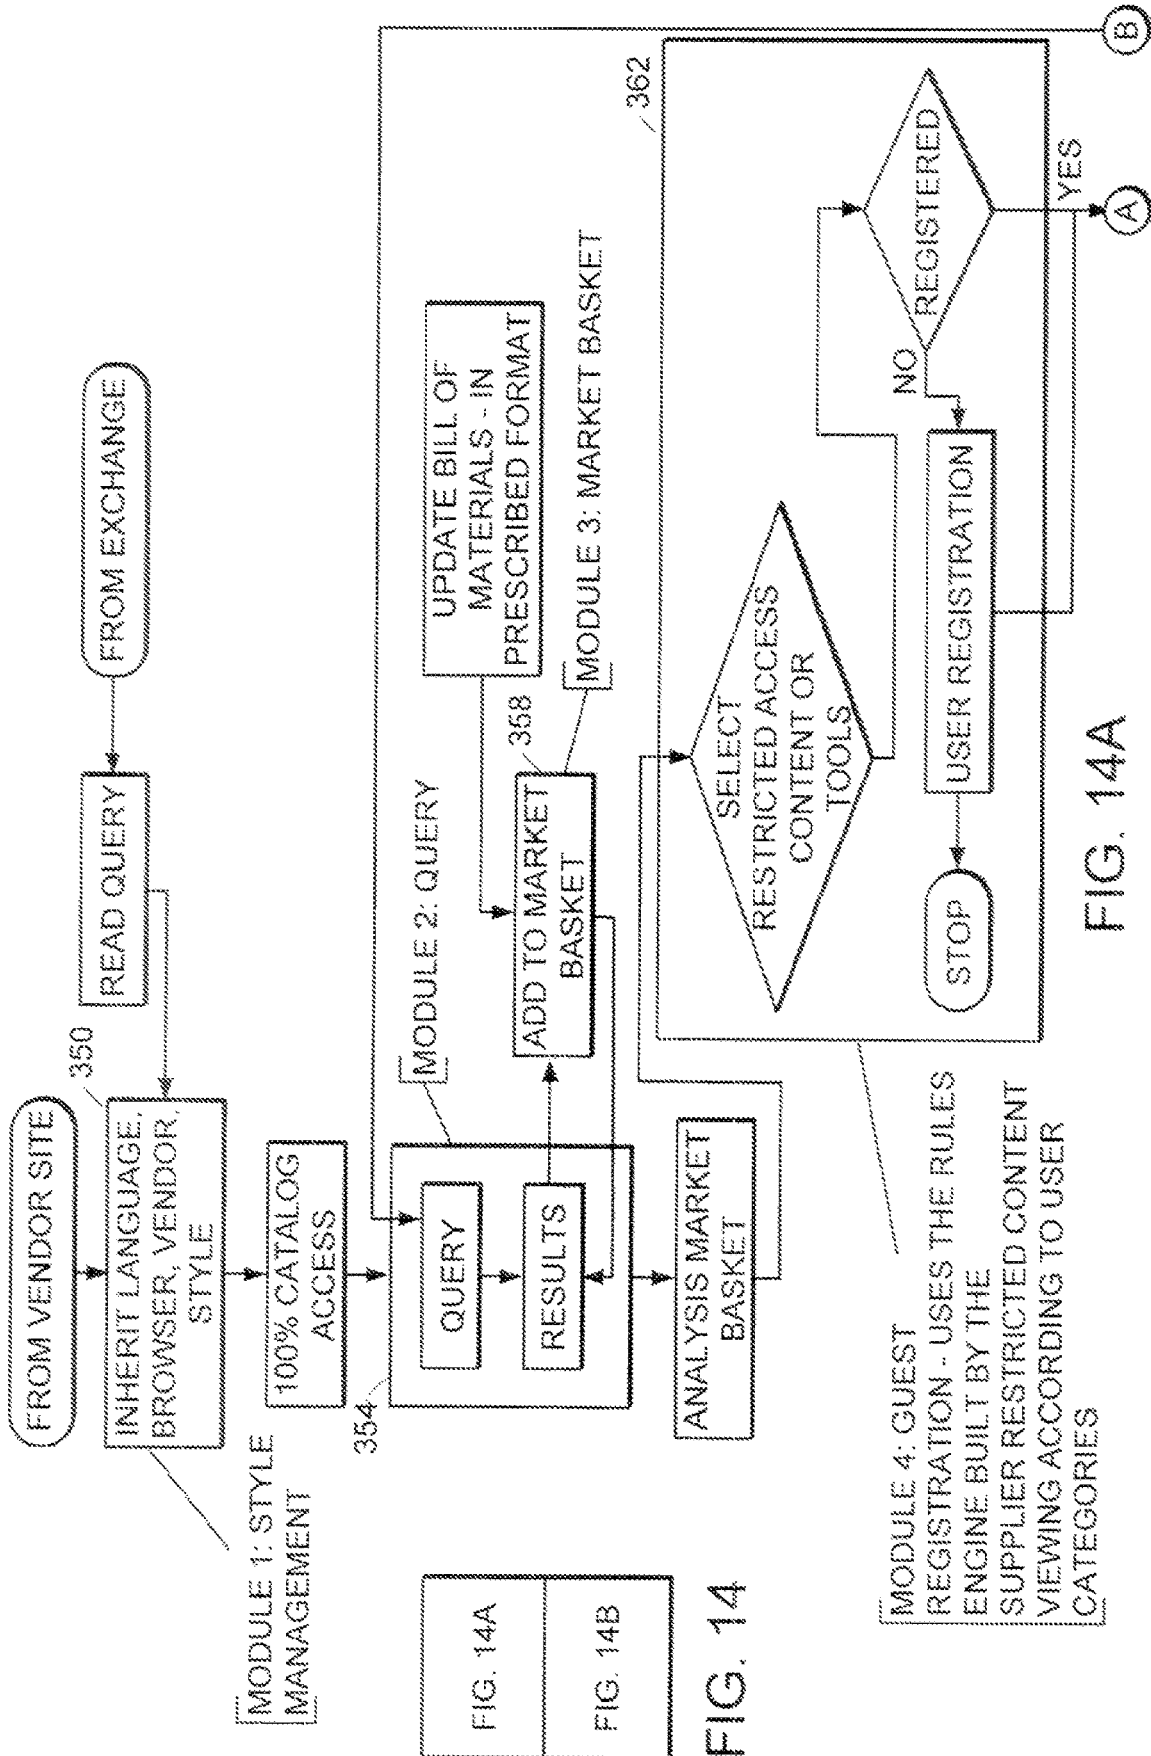 FROM VENDOR SITE
FROM EXCHANGE
350
INHERIT LANGUAGE,
BROWSER, VENDOR,
STYLE
READ QUERY
MODULE 1: STYLE
MANAGEMENT
100% CATALOG
ACCESS
354
QUERY
RESULTS
MODULE 2: QUERY
UPDATE BILL OF
MATERIALS - IN
PRESCRIBED FORMAT
358
ADD TO MARKET
BASKET
MODULE 3: MARKET BASKET
ANALYSIS MARKET
BASKET
362
SELECT
RESTRICTED ACCESS
CONTENT OR
TOOLS
REGISTERED
NO
YES
USER REGISTRATION
STOP
MODULE 4: GUEST
REGISTRATION - USES THE RULES
ENGINE BUILT BY THE
SUPPLIER RESTRICTED CONTENT
VIEWING ACCORDING TO USER
CATEGORIES
A
B
FIG. 14A
FIG. 14A
FIG. 14B
FIG. 14